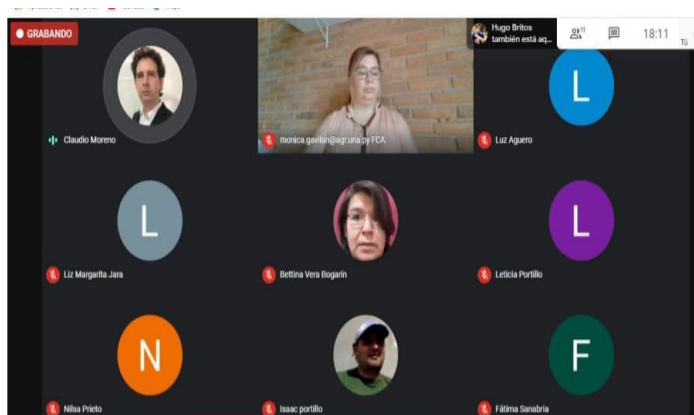 GRABANDO
Hugo Britos
también está aq...
11
18:11
Tú
L
Claudio Moreno
monica.gavilan@agr.una.py FCA
Luz Aguero
L
L
Liz Margarita Jara
Bettina Vera Bogarín
Leticia Portillo
N
F
Nilsa Prieto
Isaac portillo
Fátima Sanabria